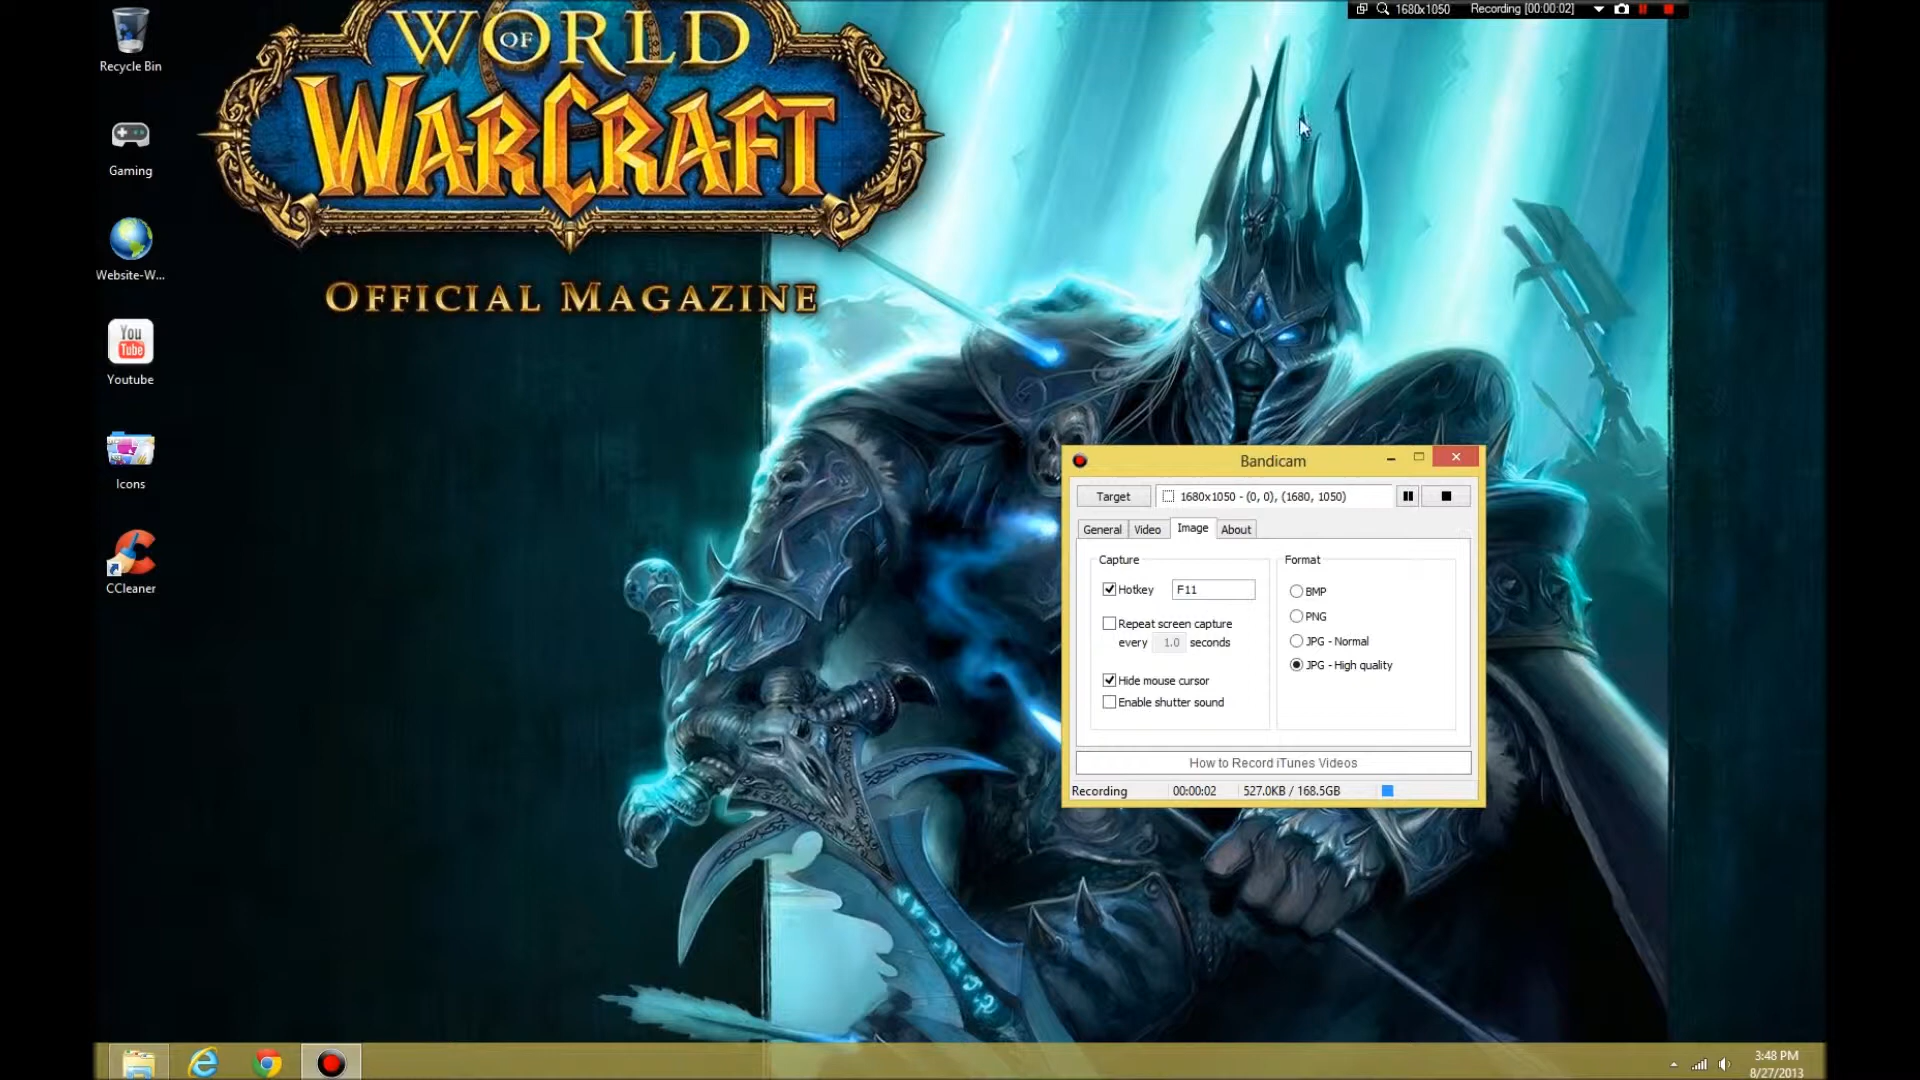 1680x1050 Recording [00:00:02]
Recycle Bin
Gaming
Website-W...
You
Tube
Youtube
Icons
CCleaner
WORLD
OF
WARCRAFT
OFFICIAL MAGAZINE
Bandicam
Target 1680x1050 - (0, 0), (1680, 1050)
General Video Image About
Capture
Hotkey F11
Repeat screen capture
every 1.0 seconds
Hide mouse cursor
Enable shutter sound
Format
BMP
PNG
JPG - Normal
JPG - High quality
How to Record iTunes Videos
Recording 00:00:02 527.0KB / 168.5GB
3:48 PM
8/27/2013